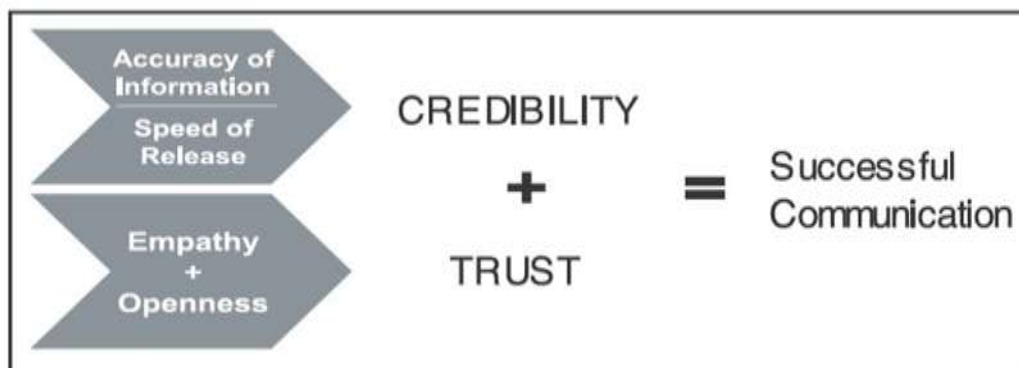 Accuracy of
Information
Speed of
Release
CREDIBILITY
+
TRUST
Empathy
+
Openness
=
Successful
Communication